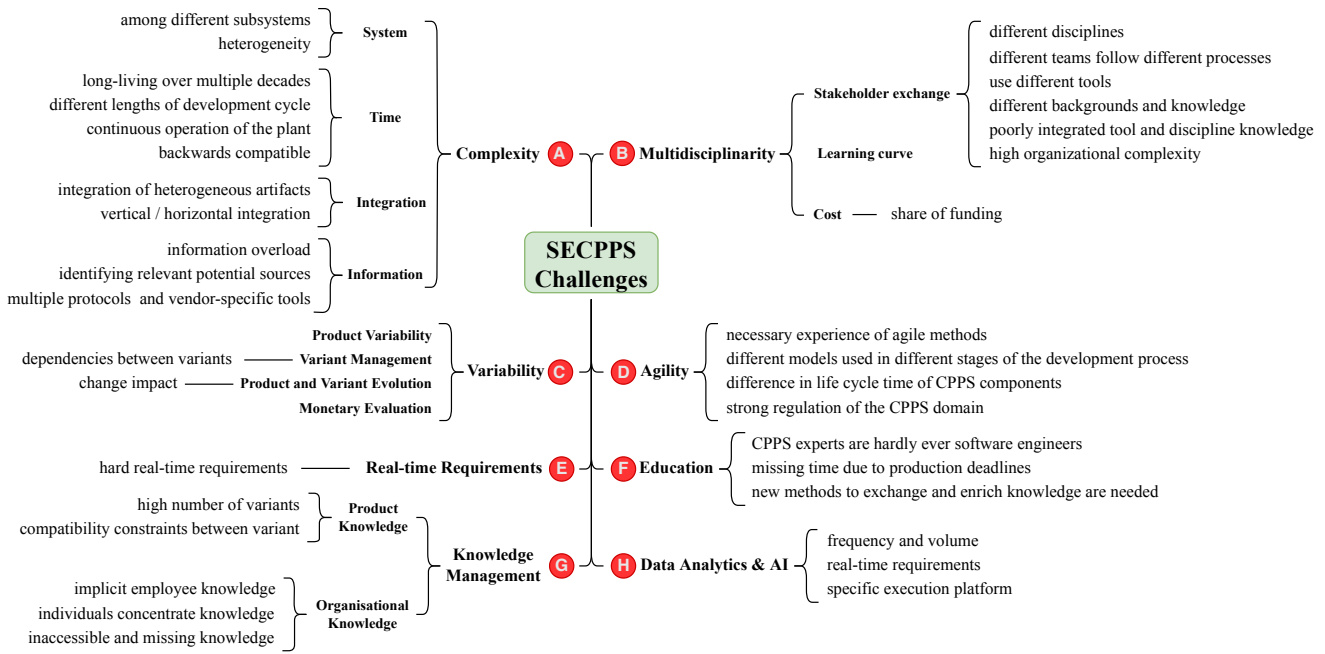 SECPPS
Challenges
A
Complexity
System
among different subsystems
heterogeneity
Time
long-living over multiple decades
different lengths of development cycle
continuous operation of the plant
backwards compatible
Integration
integration of heterogeneous artifacts
vertical / horizontal integration
Information
information overload
identifying relevant potential sources
multiple protocols and vendor-specific tools
B
Multidisciplinarity
Stakeholder exchange
different disciplines
different teams follow different processes
use different tools
different backgrounds and knowledge
poorly integrated tool and discipline knowledge
high organizational complexity
Learning curve
Cost
share of funding
C
Variability
Product Variability
Variant Management
dependencies between variants
Product and Variant Evolution
change impact
Monetary Evaluation
D
Agility
necessary experience of agile methods
different models used in different stages of the development process
difference in life cycle time of CPPS components
strong regulation of the CPPS domain
E
Real-time Requirements
hard real-time requirements
F
Education
CPPS experts are hardly ever software engineers
missing time due to production deadlines
new methods to exchange and enrich knowledge are needed
G
Knowledge
Management
Product
Knowledge
high number of variants
compatibility constraints between variant
Organisational
Knowledge
implicit employee knowledge
individuals concentrate knowledge
inaccessible and missing knowledge
H
Data Analytics & AI
frequency and volume
real-time requirements
specific execution platform